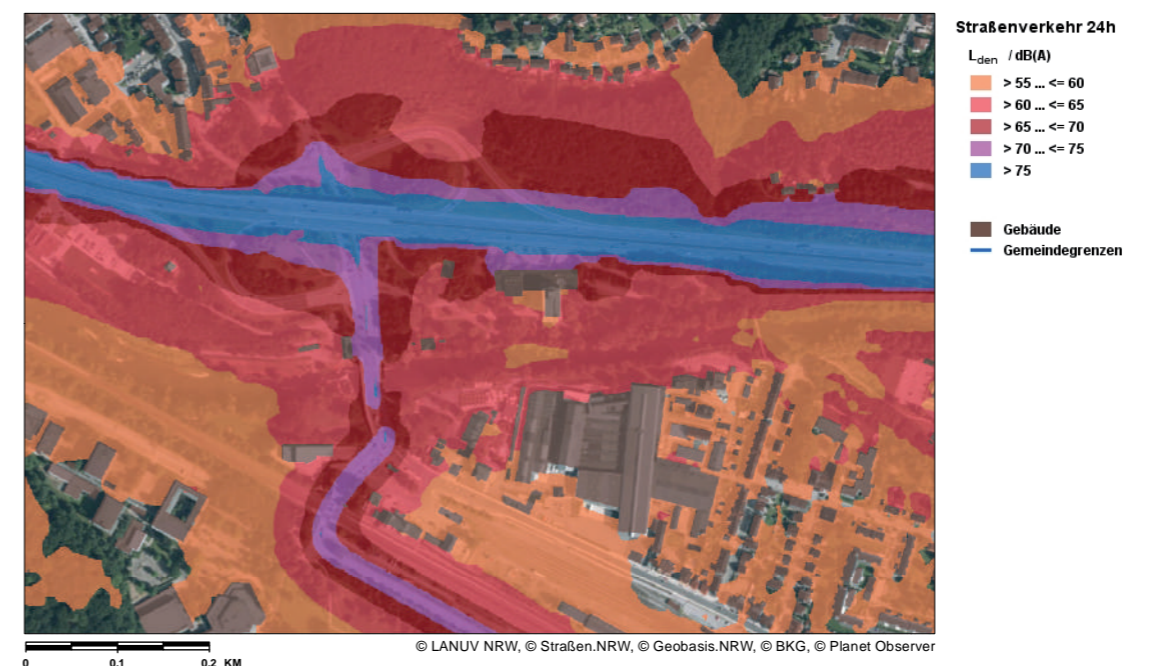 Straßenverkehr 24h
Lden / dB(A)
> 55 ... <= 60
> 60 ... <= 65
> 65 ... <= 70
> 70 ... <= 75
> 75
Gebäude
Gemeindegrenzen
© LANUV NRW, © Straßen.NRW, © Geobasis.NRW, © BKG, © Planet Observer
0 0.1 0.2 KM